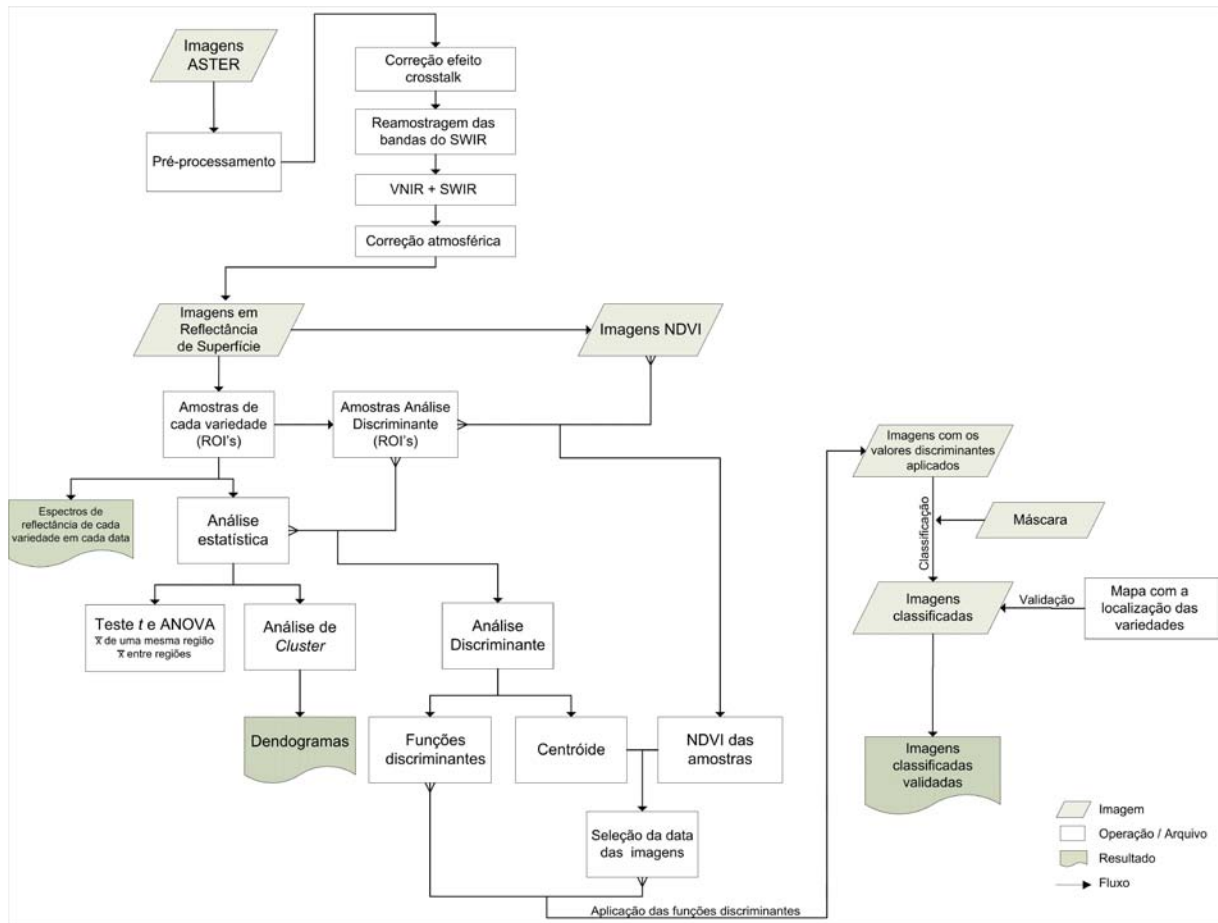 Imagens
ASTER
Pré-processamento
Correção efeito
crosstalk
Reamostragem das
bandas do SWIR
VNIR + SWIR
Correção atmosférica
Imagens em
Reflectância
de Superfície
Imagens NDVI
Amostras de
cada variedade
(ROI's)
Amostras Análise
Discriminante
(ROI's)
Espectros de
reflectância de cada
variedade em cada data
Análise
estatística
Teste t e ANOVA
x̅ de uma mesma região
x̅ entre regiões
Análise de
Cluster
Dendogramas
Análise
Discriminante
Funções
discriminantes
Centróide
NDVI das
amostras
Seleção da data
das imagens
Aplicação das funções discriminantes
Imagens com os
valores discriminantes
aplicados
Classificação
Máscara
Imagens
classificadas
Validação
Mapa com a
localização das
variedades
Imagens
classificadas
validadas
Imagem
Operação / Arquivo
Resultado
Fluxo